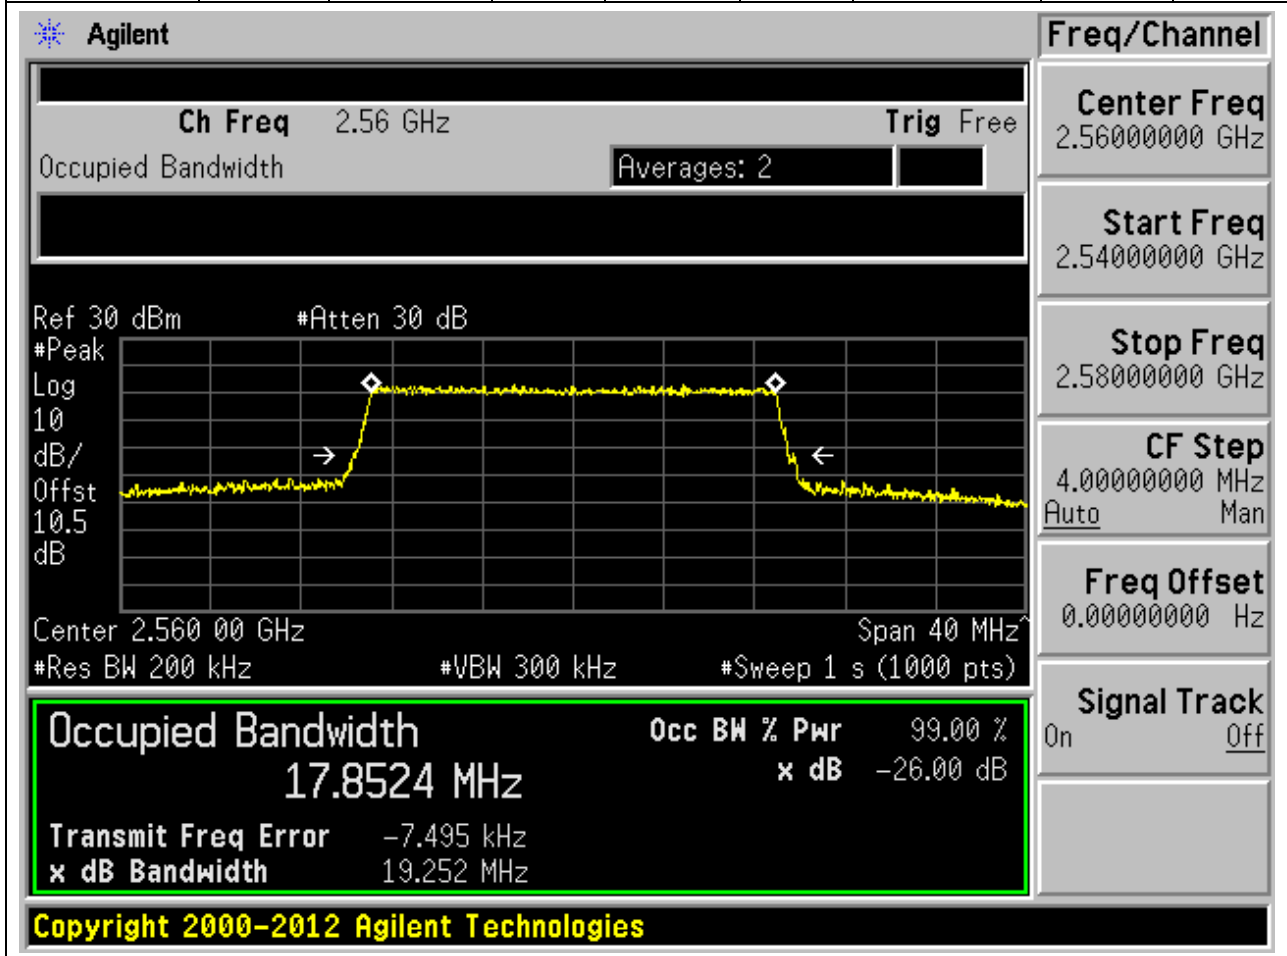 Agilent
Freq/Channel
Ch Freq 2.56 GHz Trig Free
Occupied Bandwidth Averages: 2
Center Freq
2.56000000 GHz
Start Freq
2.54000000 GHz
Stop Freq
2.58000000 GHz
CF Step
4.00000000 MHz
Auto Man
Freq Offset
0.00000000 Hz
Signal Track
On Off
Ref 30 dBm #Atten 30 dB
#Peak
Log
10
dB/
Offst
10.5
dB
Center 2.560 00 GHz Span 40 MHz^
#Res BW 200 kHz #VBW 300 kHz #Sweep 1 s (1000 pts)
Occupied Bandwidth Occ BW % Pwr 99.00 %
17.8524 MHz x dB -26.00 dB
Transmit Freq Error -7.495 kHz
x dB Bandwidth 19.252 MHz
Copyright 2000-2012 Agilent Technologies